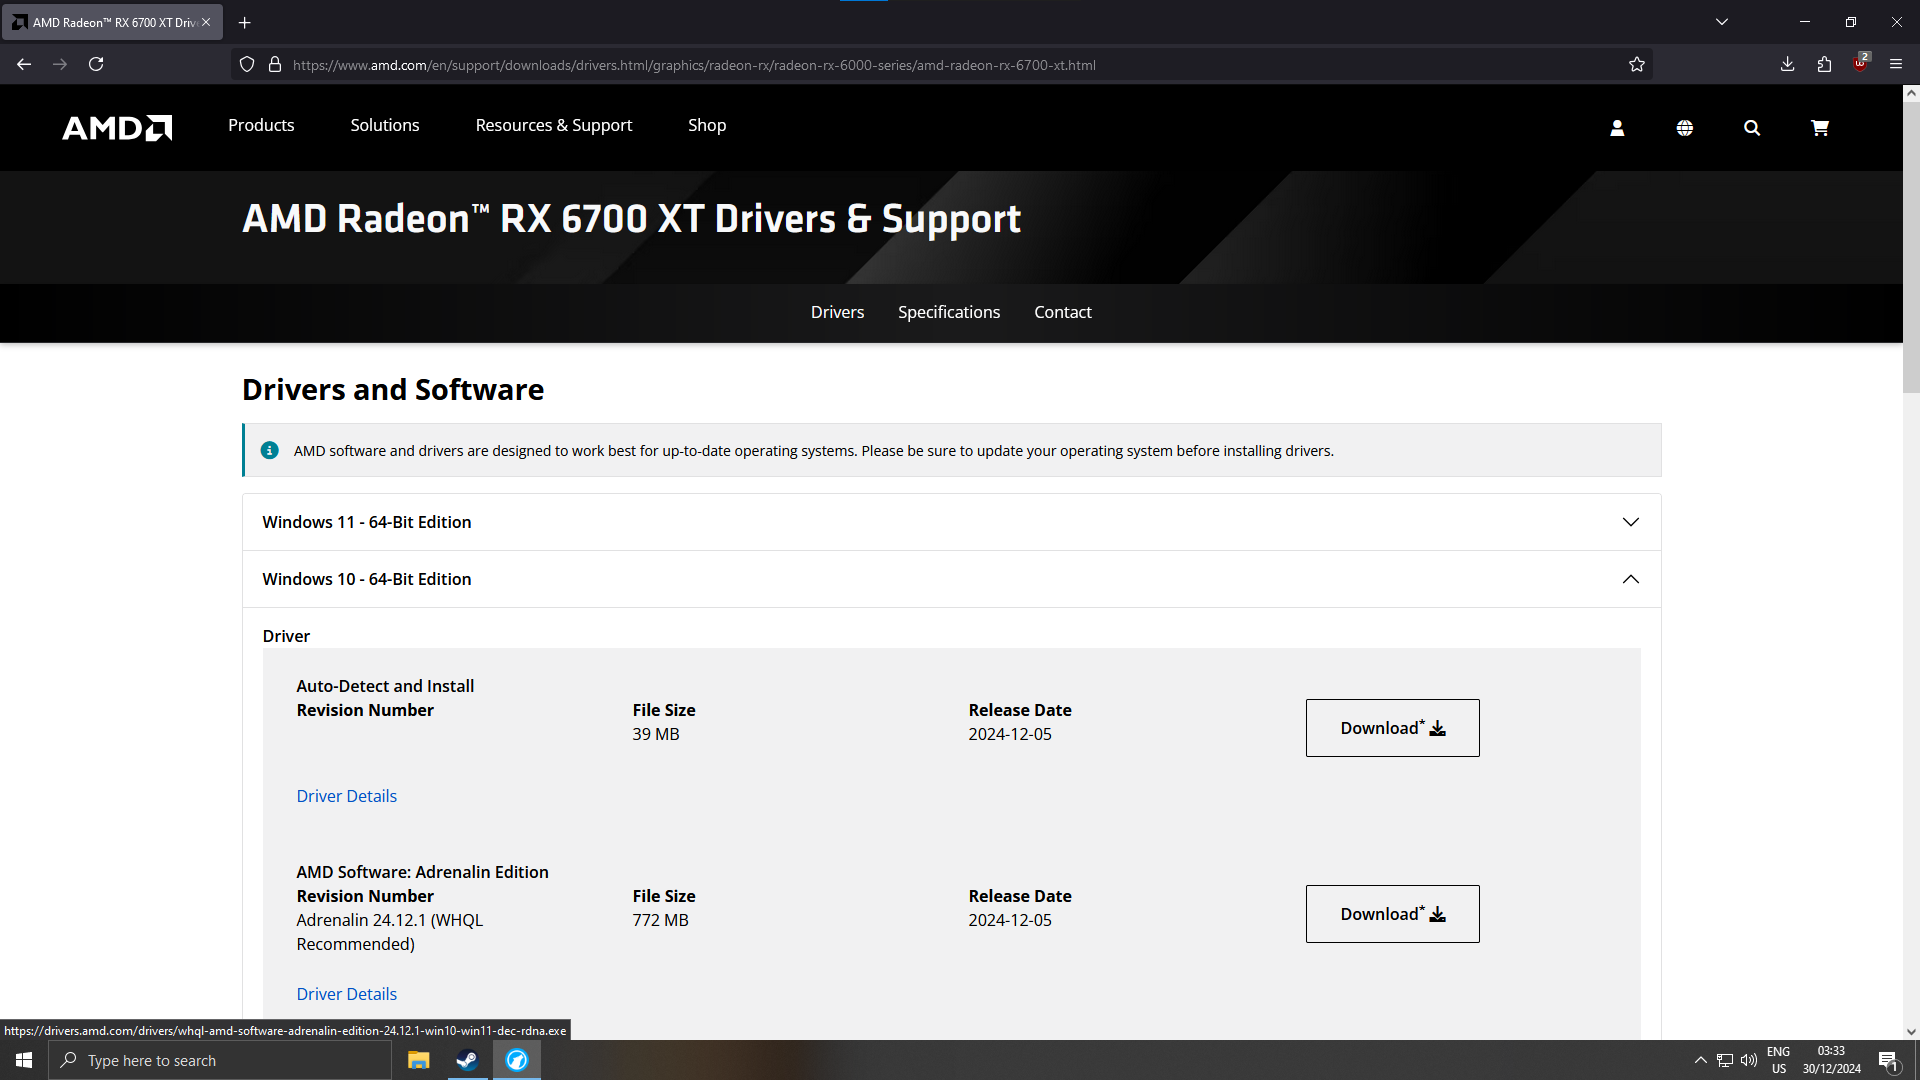 AMD Radeon™ RX 6700 XT Driv
https://www.amd.com/en/support/downloads/drivers.html/graphics/radeon-rx/radeon-rx-6000-series/amd-radeon-rx-6700-xt.html
2
AMD
Products
Solutions
Resources & Support
Shop
AMD Radeon™ RX 6700 XT Drivers & Support
Drivers
Specifications
Contact
Drivers and Software
AMD software and drivers are designed to work best for up-to-date operating systems. Please be sure to update your operating system before installing drivers.
Windows 11 - 64-Bit Edition
Windows 10 - 64-Bit Edition
Driver
Auto-Detect and Install
Revision Number
File Size
39 MB
Release Date
2024-12-05
Download*
Driver Details
AMD Software: Adrenalin Edition
Revision Number
Adrenalin 24.12.1 (WHQL
Recommended)
File Size
772 MB
Release Date
2024-12-05
Download*
Driver Details
https://drivers.amd.com/drivers/whql-amd-software-adrenalin-edition-24.12.1-win10-win11-dec-rdna.exe
Type here to search
ENG
US
03:33
30/12/2024
1